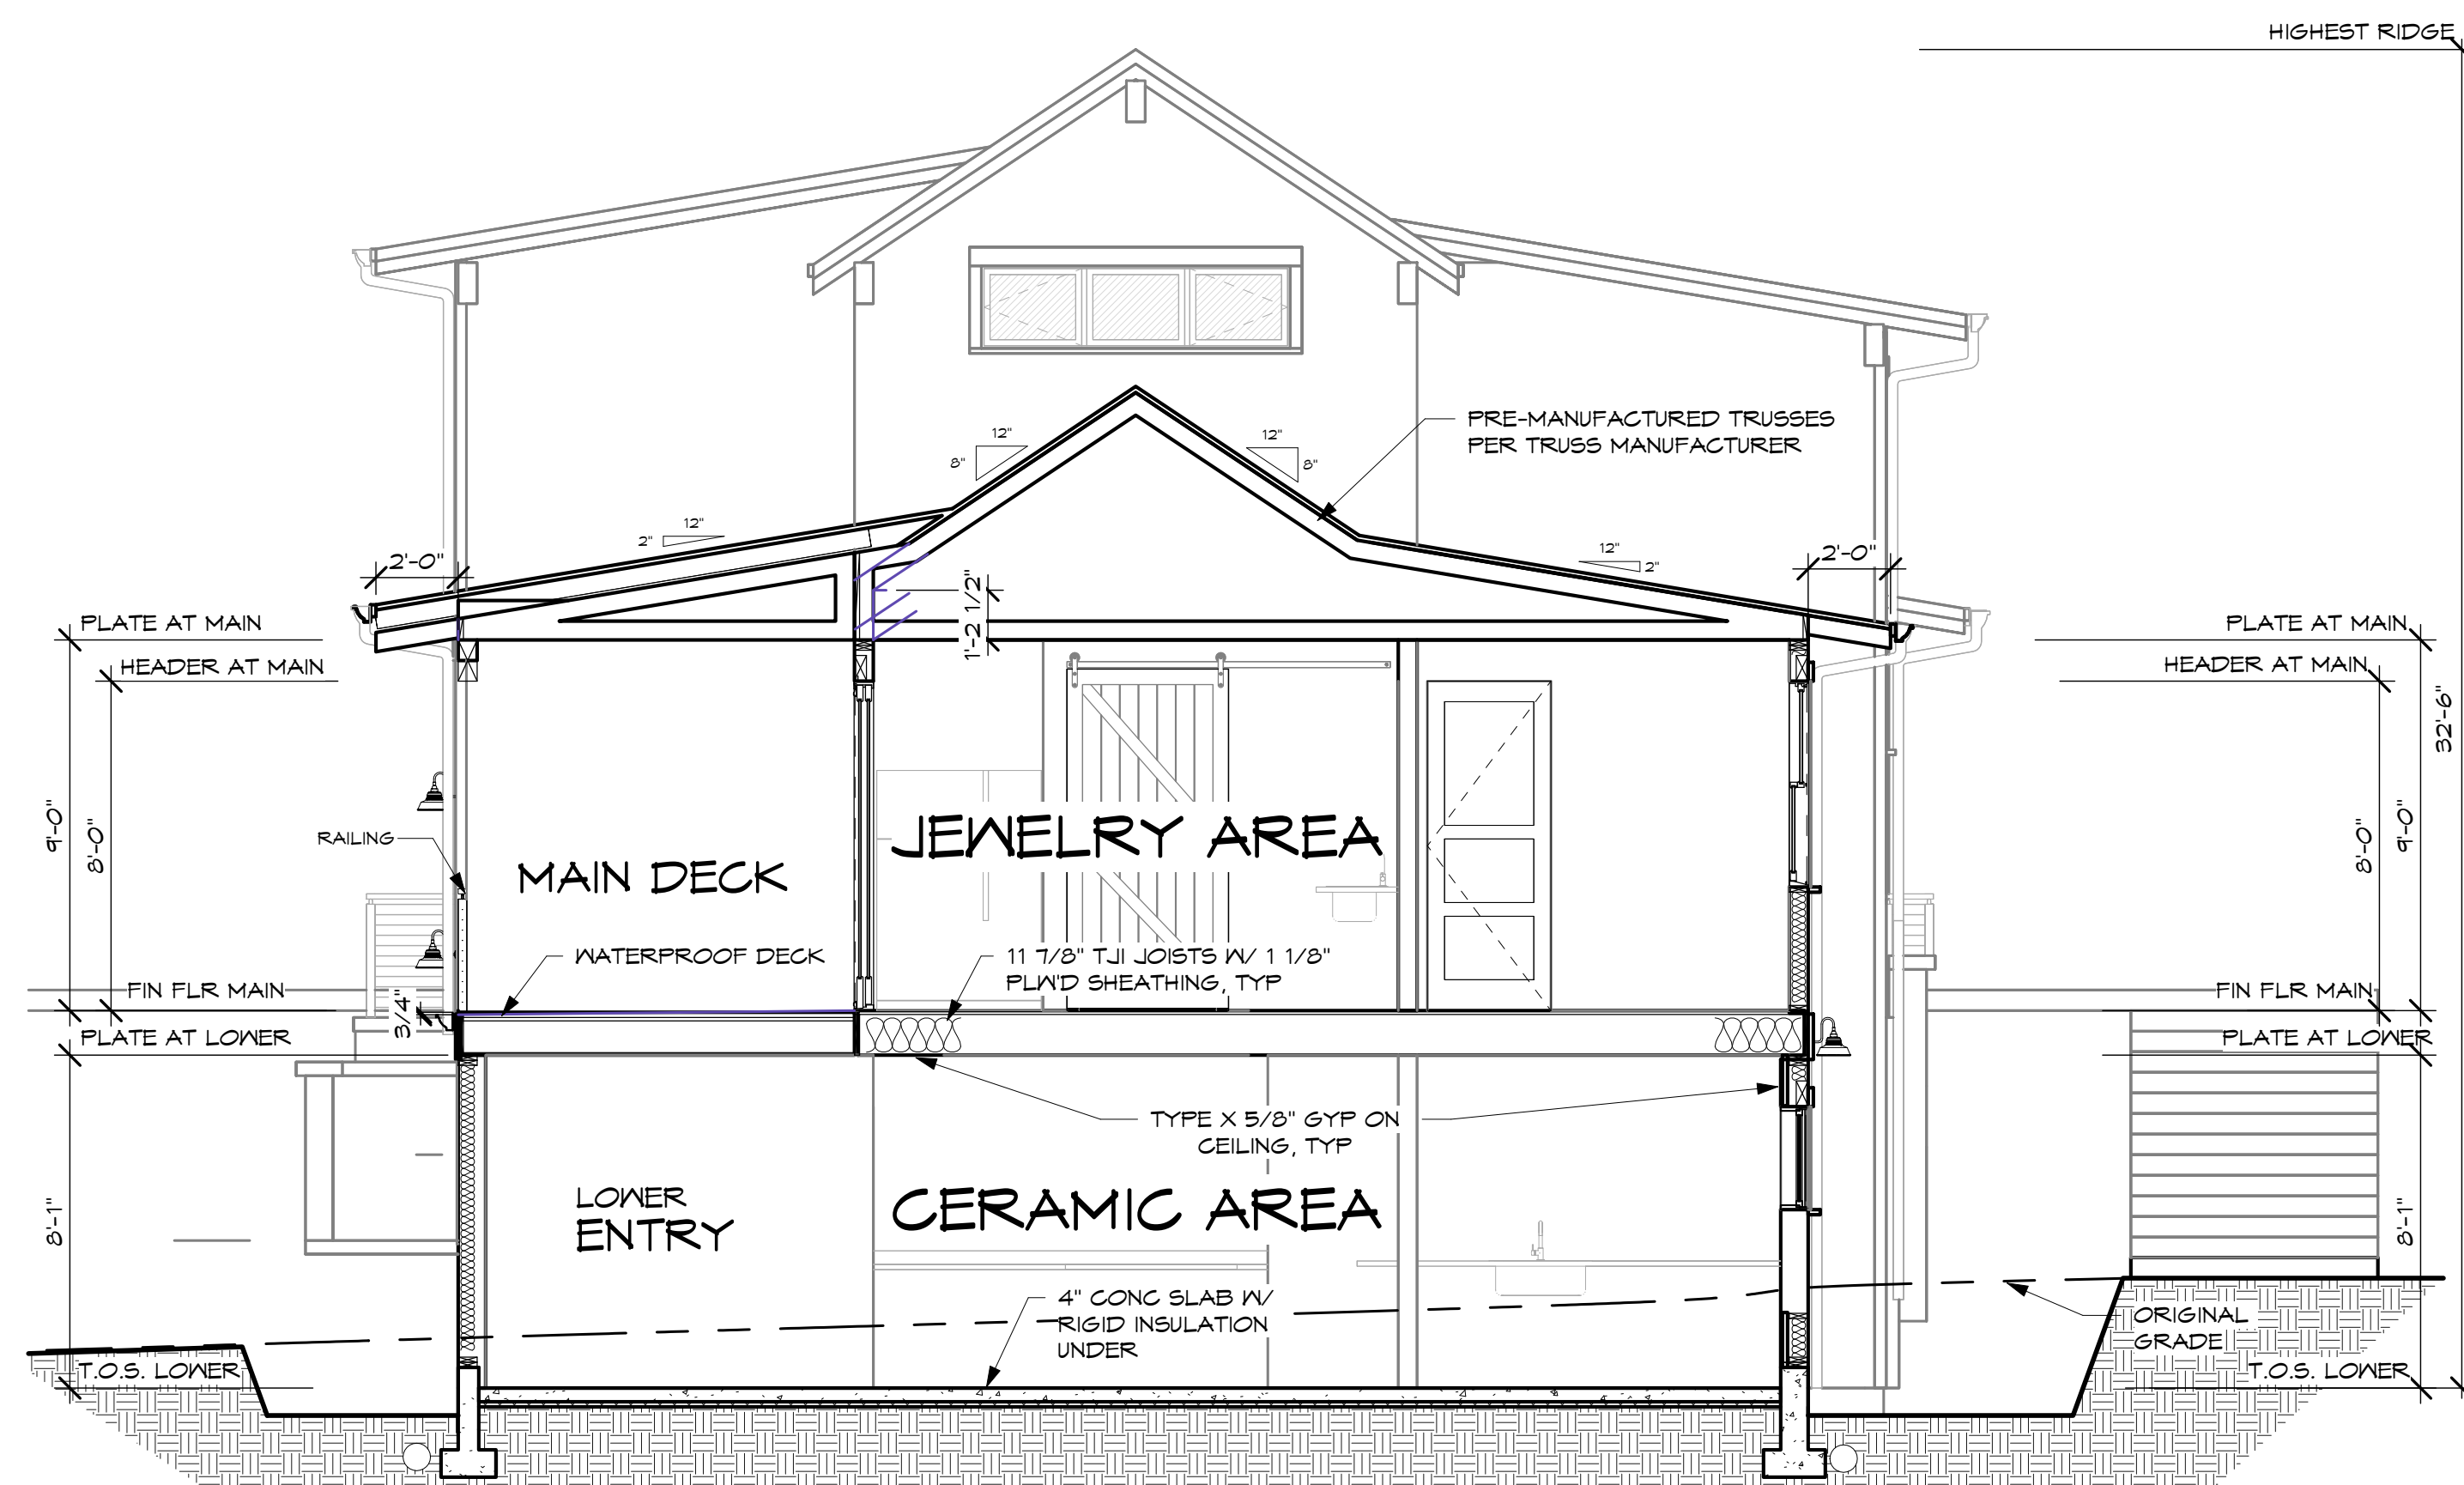 HIGHEST RIDGE
PRE-MANUFACTURED TRUSSES
PER TRUSS MANUFACTURER
12"
8"
12"
8"
12"
2"
12"
2"
2'-0"
2'-0"
1'-2 1/2"
PLATE AT MAIN
HEADER AT MAIN
PLATE AT MAIN
HEADER AT MAIN
32'-6"
9'-0"
8'-0"
8'-0"
9'-0"
RAILING
MAIN DECK
JEWELRY AREA
WATERPROOF DECK
11 7/8" TJI JOISTS W/ 1 1/8"
PLW'D SHEATHING, TYP
FIN FLR MAIN
3/4"
PLATE AT LOWER
FIN FLR MAIN
PLATE AT LOWER
TYPE X 5/8" GYP ON
CEILING, TYP
LOWER
ENTRY
CERAMIC AREA
8'-1"
8'-1"
4" CONC SLAB W/
RIGID INSULATION
UNDER
ORIGINAL
GRADE
T.O.S. LOWER
T.O.S. LOWER